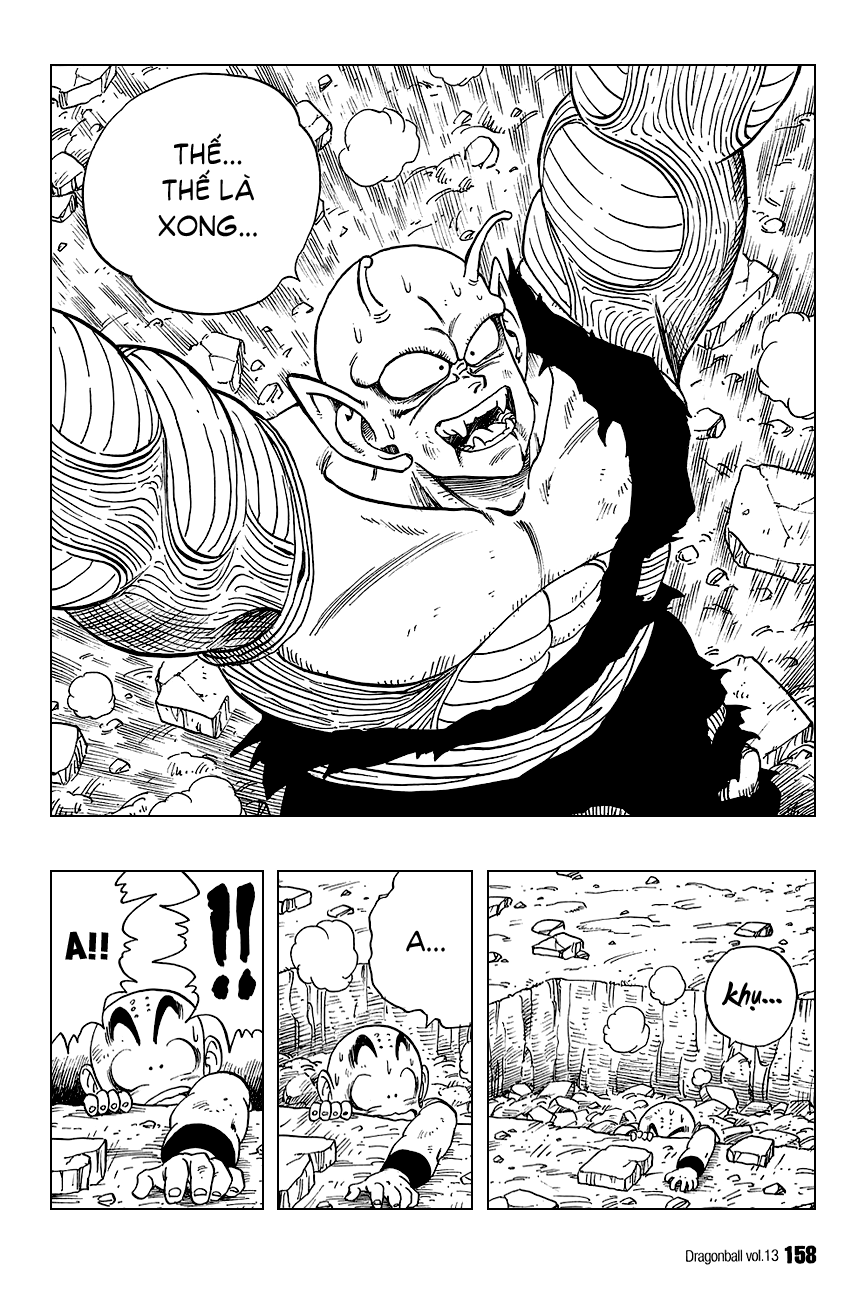 THẾ...
THẾ LÀ
XONG...
khụ...
A...
A!!
!!
Dragonball vol.13 158